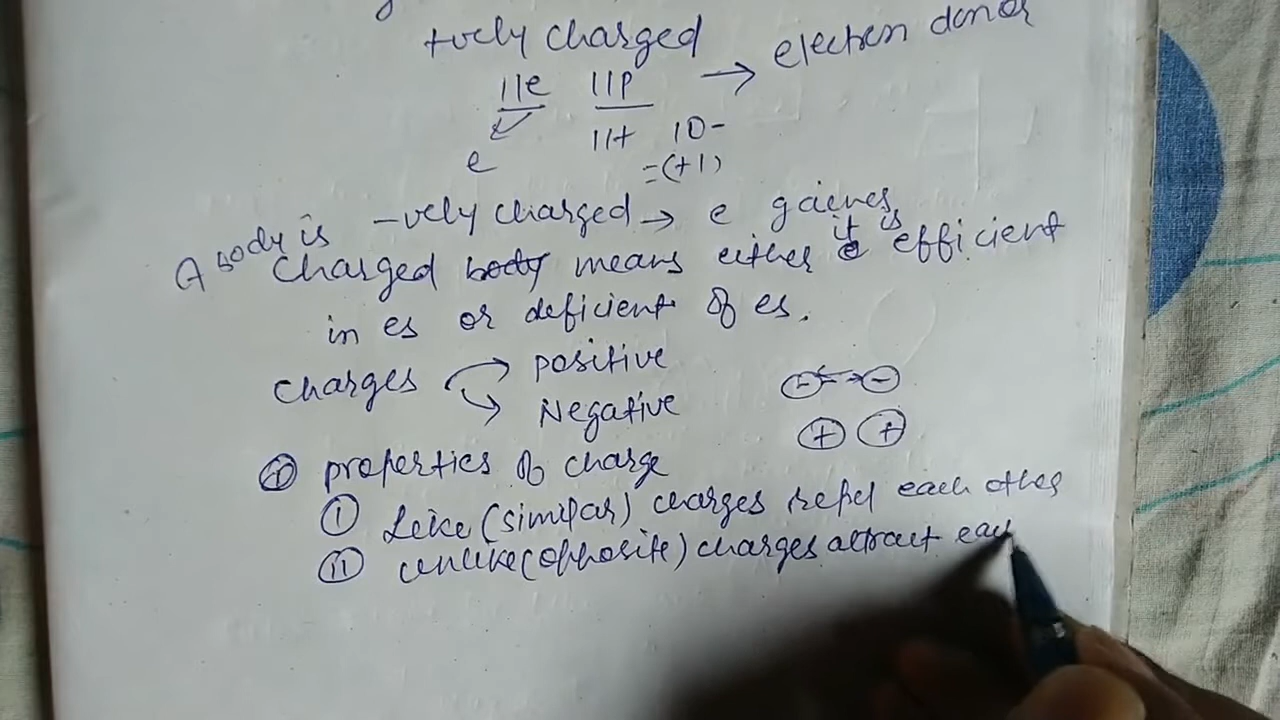 +vely charged → electron donor
11e 11p
e 11+ 10-
=(+1)
-vely charged → e gaines
A body is charged body means either it is efficient
in es or deficient of es.
charges positive
Negative
- -
+ +
properties of charge
(I) Like (similar) charges repel each other
(II) unlike (opposite) charges attract each